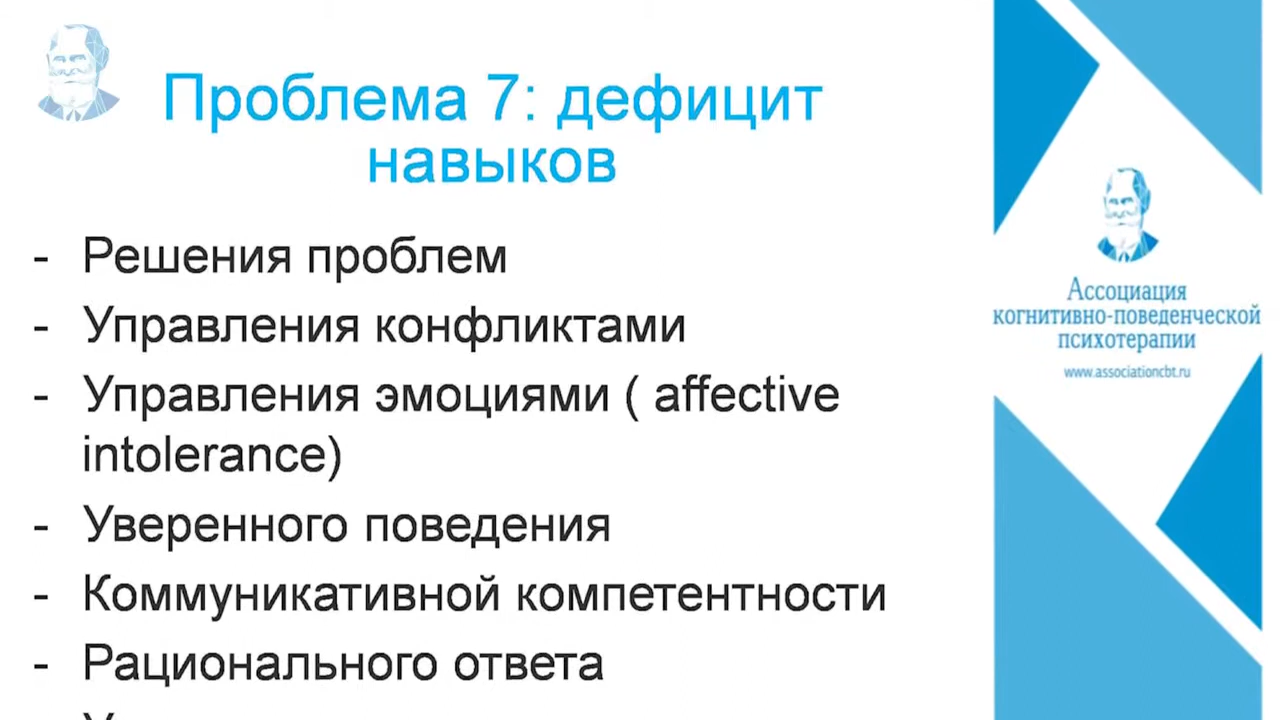 Проблема 7: дефицит
навыков
- Решения проблем
- Управления конфликтами
- Управления эмоциями ( affective
intolerance)
- Уверенного поведения
- Коммуникативной компетентности
- Рационального ответа
Ассоциация
когнитивно-поведенческой
психотерапии
www.associationcbt.ru